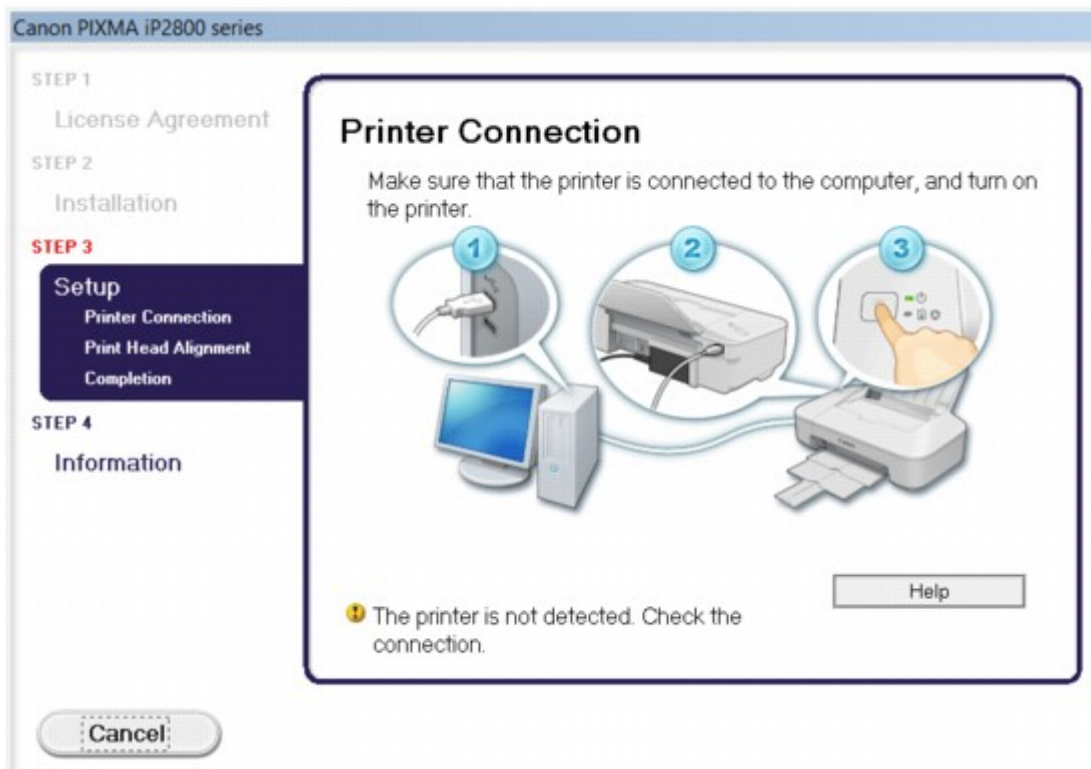 Canon PIXMA iP2800 series
STEP 1
License Agreement
STEP 2
Installation
STEP 3
Setup
Printer Connection
Print Head Alignment
Completion
STEP 4
Information
Cancel
Printer Connection
Make sure that the printer is connected to the computer, and turn on
the printer.
1
2
3
Help
The printer is not detected. Check the
connection.